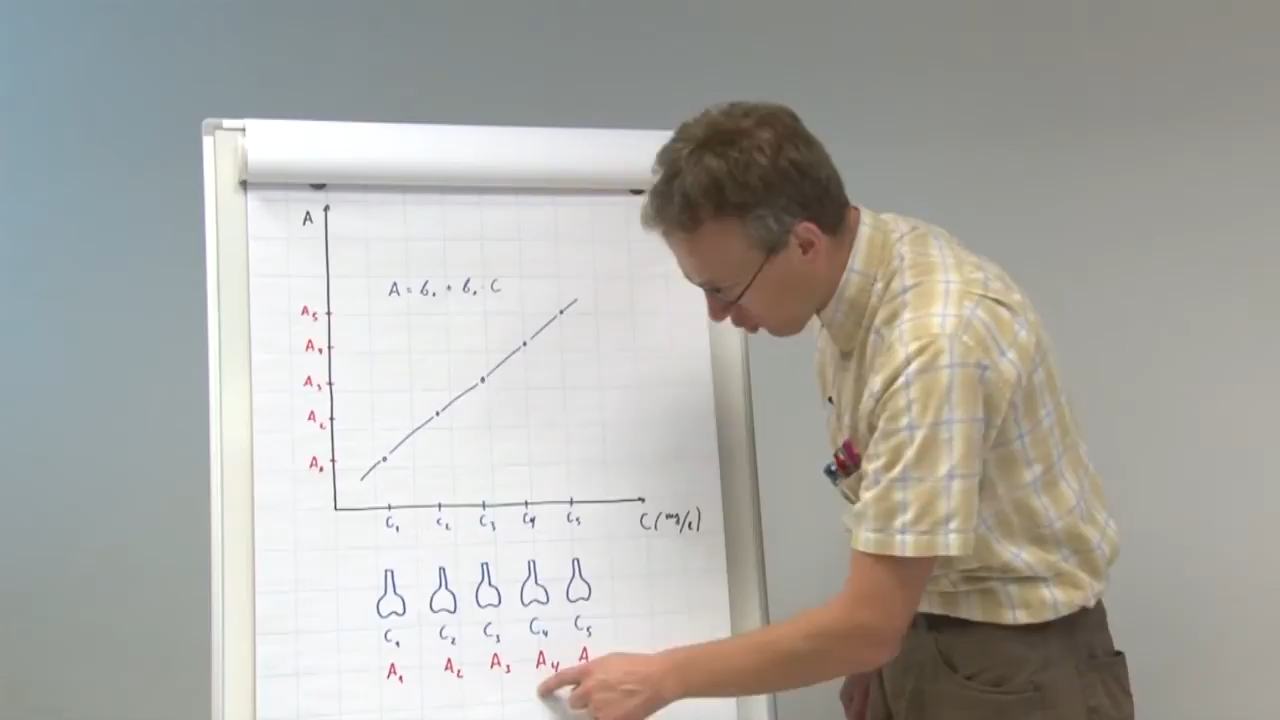 A
A = b₀ + b₁ · C
A₅
A₄
A₃
A₂
A₁
C₁ C₂ C₃ C₄ C₅ C (mg/l)
C₁ C₂ C₃ C₄ C₅
A₁ A₂ A₃ A₄ A